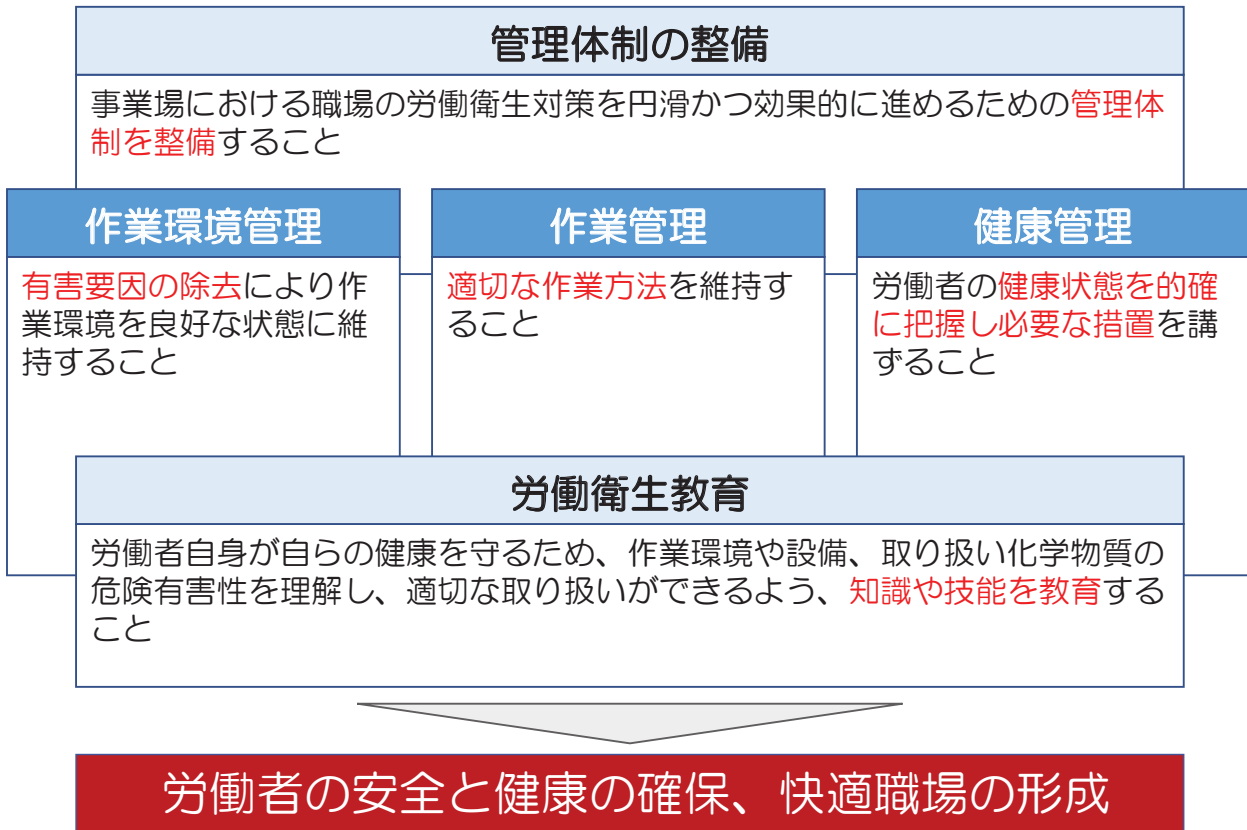 管理体制の整備
事業場における職場の労働衛生対策を円滑かつ効果的に進めるための管理体
制を整備すること
作業環境管理
有害要因の除去により作
業環境を良好な状態に維
持すること
作業管理
適切な作業方法を維持す
ること
健康管理
労働者の健康状態を的確
に把握し必要な措置を講
ずること
労働衛生教育
労働者自身が自らの健康を守るため、作業環境や設備、取り扱い化学物質の
危険有害性を理解し、適切な取り扱いができるよう、知識や技能を教育する
こと
労働者の安全と健康の確保、快適職場の形成